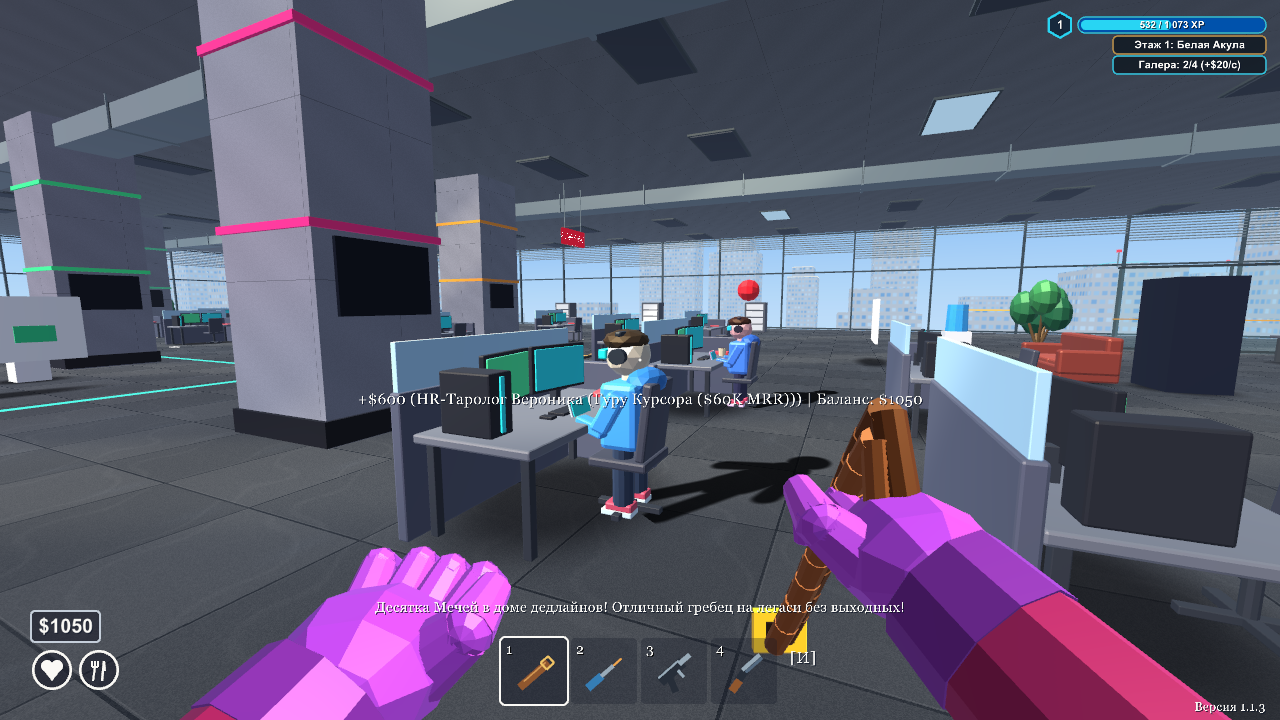 1
532 / 1 073 XP
Этаж 1: Белая Акула
Галера: 2/4 (+$20/с)
+$600 (HR-Таролог Вероника (Гуру Курсора ($60K MRR))) | Баланс: $1050
Десятка Мечей в доме дедлайнов! Отличный гребец на легаси без выходных!
$1050
1
2
3
4
[И]
Версия 1.1.3